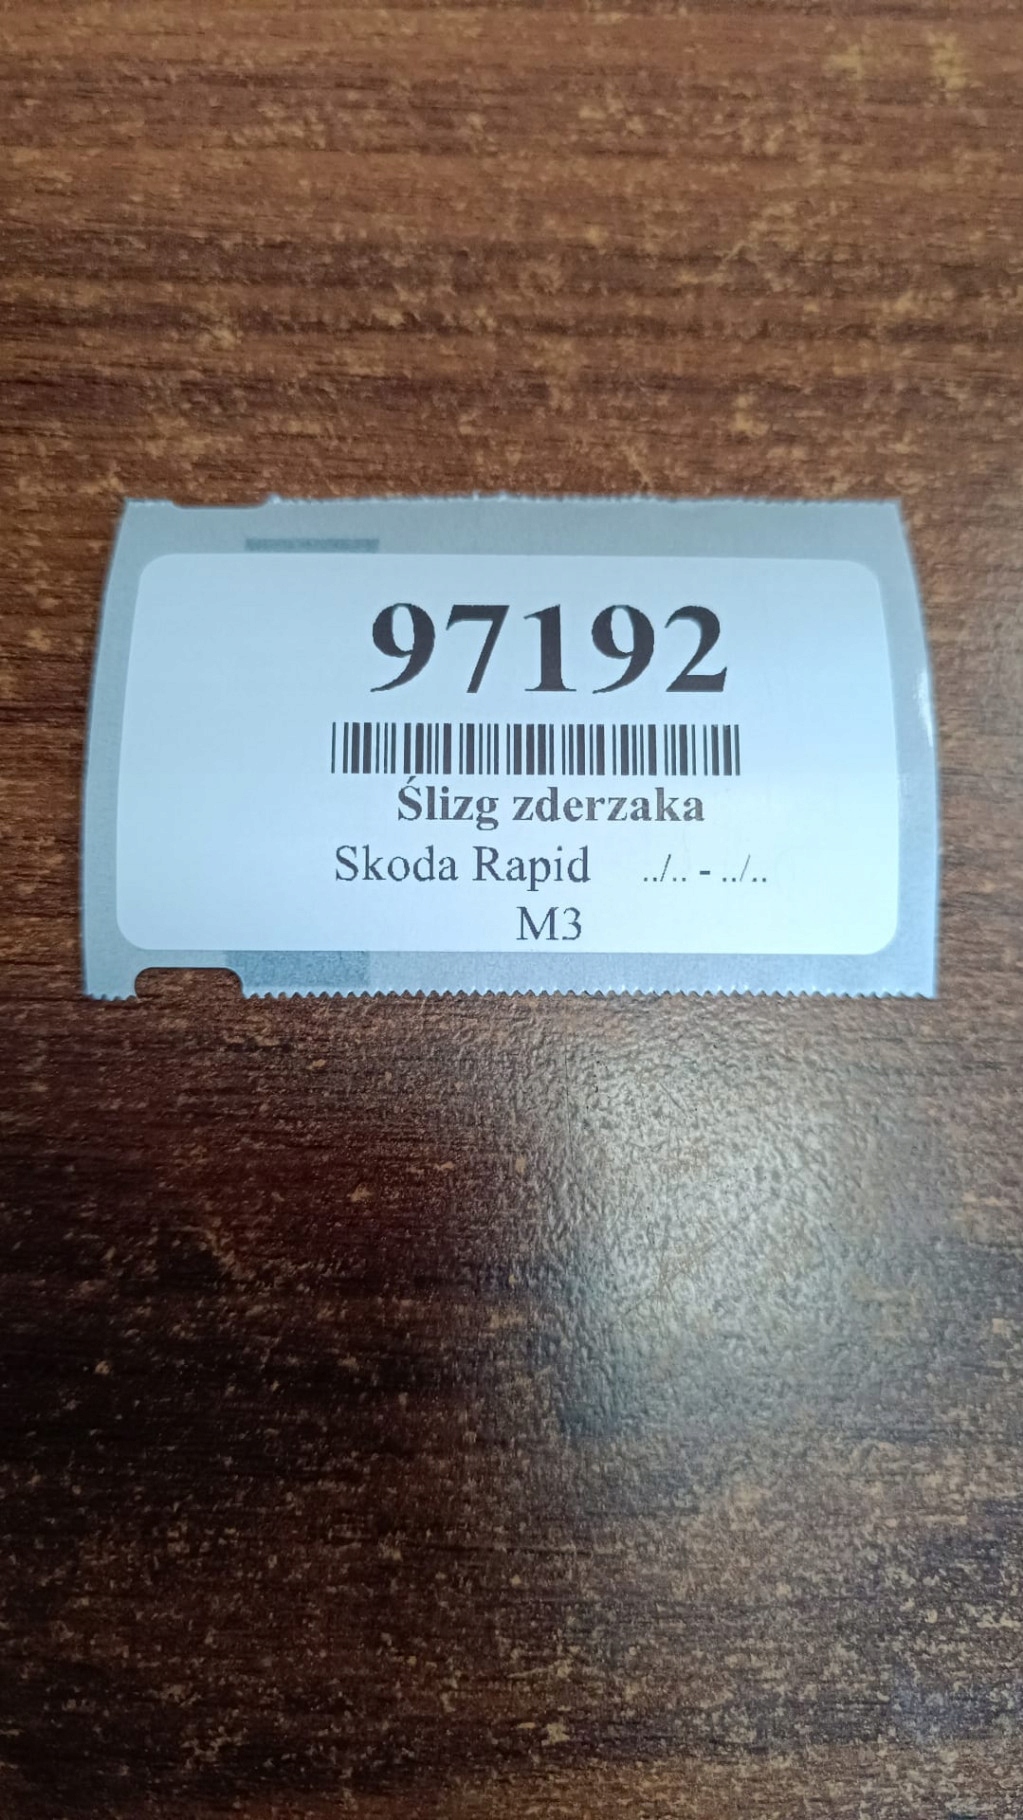 97192
Ślizg zderzaka
Skoda Rapid ../.. - ../..
M3